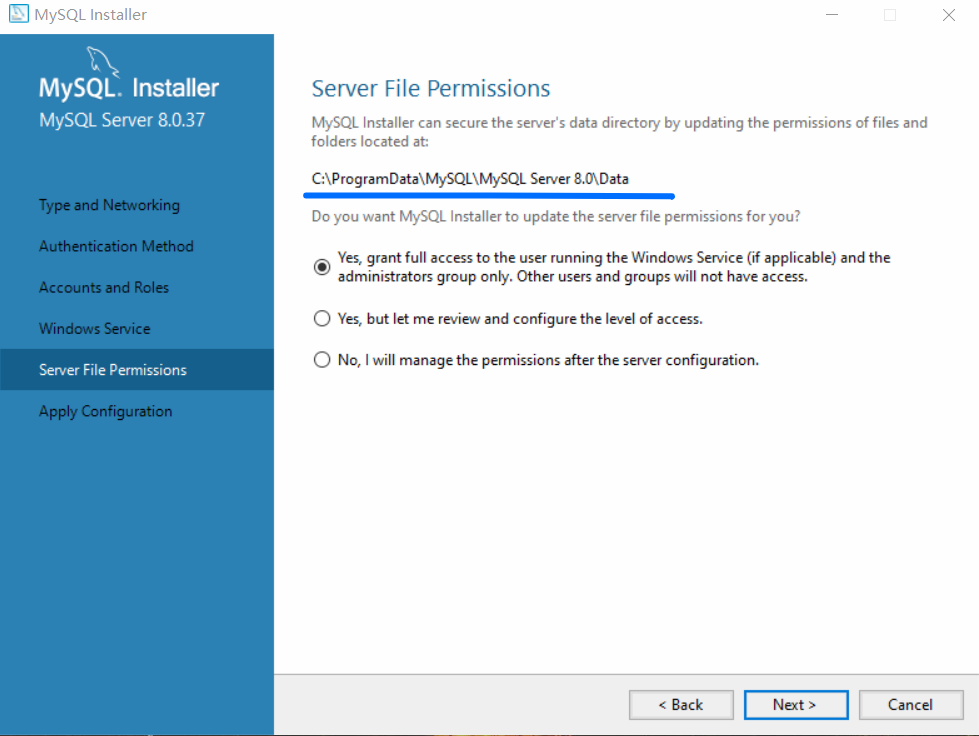 MySQL Installer
MySQL. Installer
MySQL Server 8.0.37
Type and Networking
Authentication Method
Accounts and Roles
Windows Service
Server File Permissions
Apply Configuration
Server File Permissions
MySQL Installer can secure the server's data directory by updating the permissions of files and
folders located at:
C:\ProgramData\MySQL\MySQL Server 8.0\Data
Do you want MySQL Installer to update the server file permissions for you?
Yes, grant full access to the user running the Windows Service (if applicable) and the
administrators group only. Other users and groups will not have access.
Yes, but let me review and configure the level of access.
No, I will manage the permissions after the server configuration.
< Back
Next >
Cancel